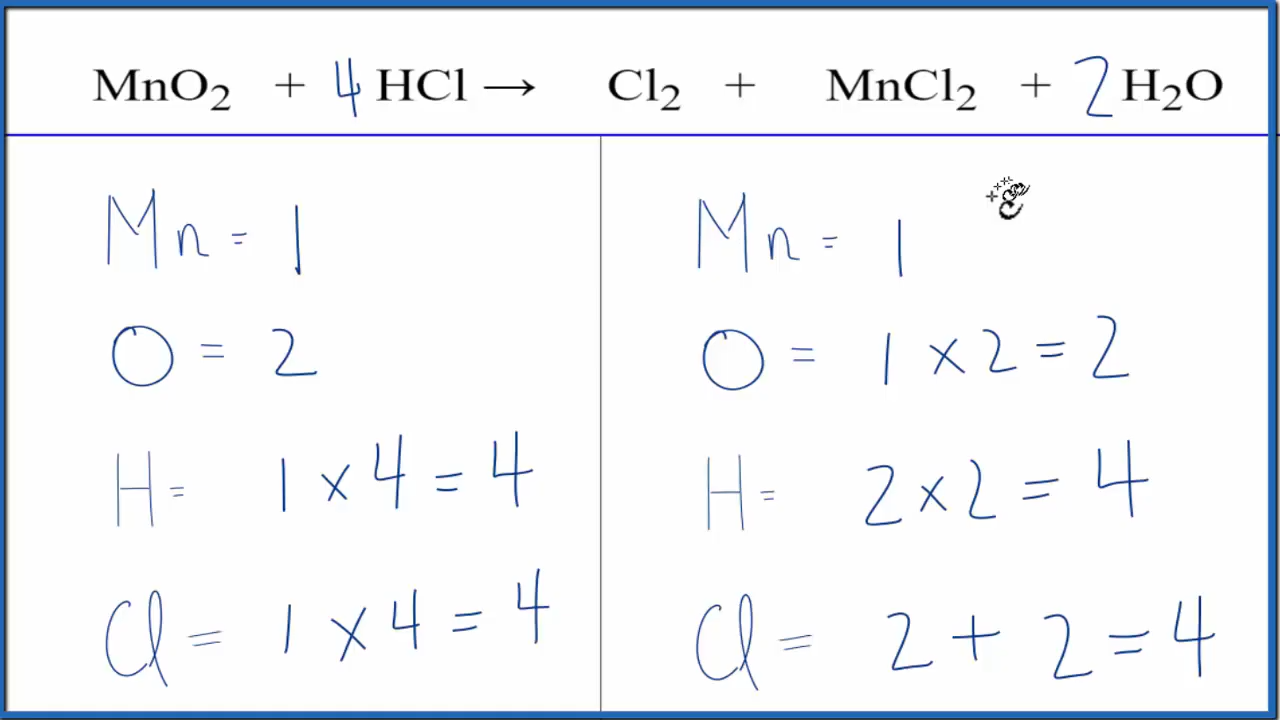 MnO₂ + 4 HCl → Cl₂ + MnCl₂ + 2 H₂O
Mn = 1
O = 2
H = 1 x 4 = 4
Cl = 1 x 4 = 4
Mn = 1
O = 1 x 2 = 2
H = 2 x 2 = 4
Cl = 2 + 2 = 4